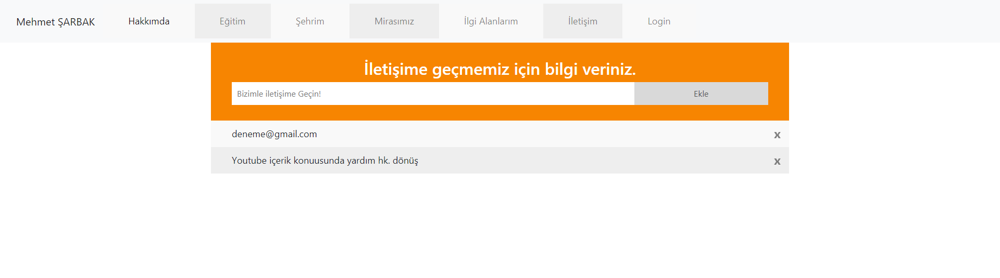 Mehmet ŞARBAK Hakkımda Eğitim Şehrim Mirasımız İlgi Alanlarım İletişim Login
İletişime geçmemiz için bilgi veriniz.
Bizimle iletişime Geçin! Ekle
deneme@gmail.com x
Youtube içerik konuusunda yardım hk. dönüş x